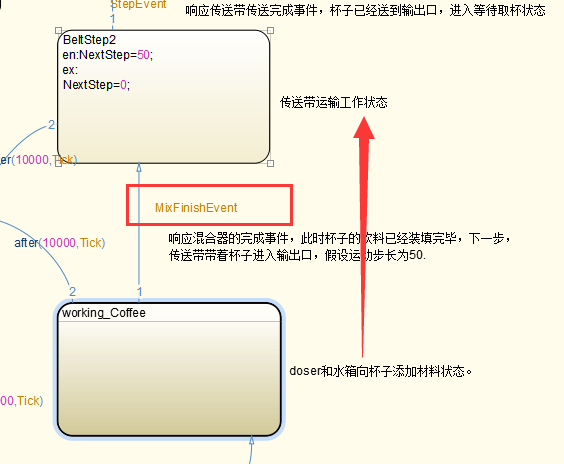 StepEvent
响应传送带传送完成事件，杯子已经送到输出口，进入等待取杯状态
1
BeltStep2
en:NextStep=50;
ex:
NextStep=0;
传送带运输工作状态
2
er(10000,Tick)
MixFinishEvent
after(10000,Tick)
响应混合器的完成事件，此时杯子的饮料已经装填完毕，下一步，
传送带带着杯子进入输出口，假设运动步长为50.
2
1
working_Coffee
doser和水箱向杯子添加材料状态。
00,Tick)